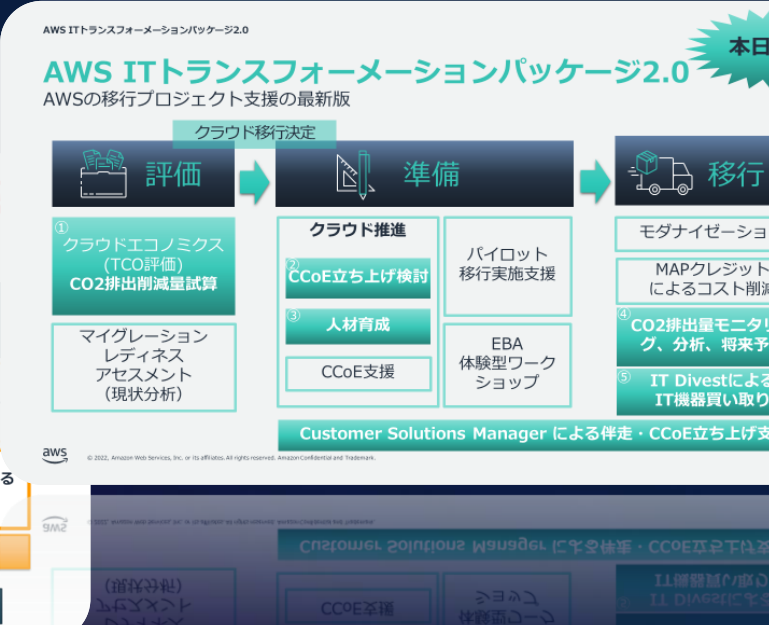 AWS ITトランスフォーメーションパッケージ2.0
AWS ITトランスフォーメーションパッケージ2.0
AWSの移行プロジェクト支援の最新版
本日
クラウド移行決定
評価
準備
移行
①
クラウドエコノミクス
(TCO評価)
CO2排出削減量試算
マイグレーション
レディネス
アセスメント
(現状分析)
クラウド推進
②
CCoE立ち上げ検討
③
人材育成
CCoE支援
パイロット
移行実施支援
EBA
体験型ワーク
ショップ
モダナイゼーショ
MAPクレジット
によるコスト削減
④
CO2排出量モニタリ
グ、分析、将来予
⑤
IT Divestによる
IT機器買い取り
Customer Solutions Manager による伴走・CCoE立ち上げ支
aws
© 2022, Amazon Web Services, Inc. or its affiliates. All rights reserved. Amazon Confidential and Trademark.
る